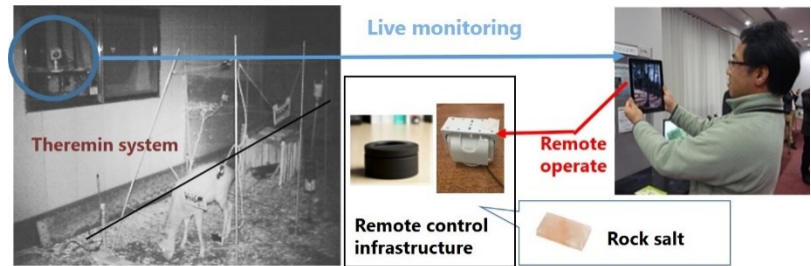 Live monitoring
Theremin system
Remote
operate
Remote control
infrastructure
Rock salt